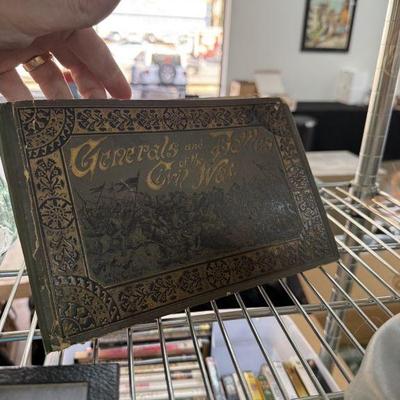 Generals and Battles
of the
Civil War.